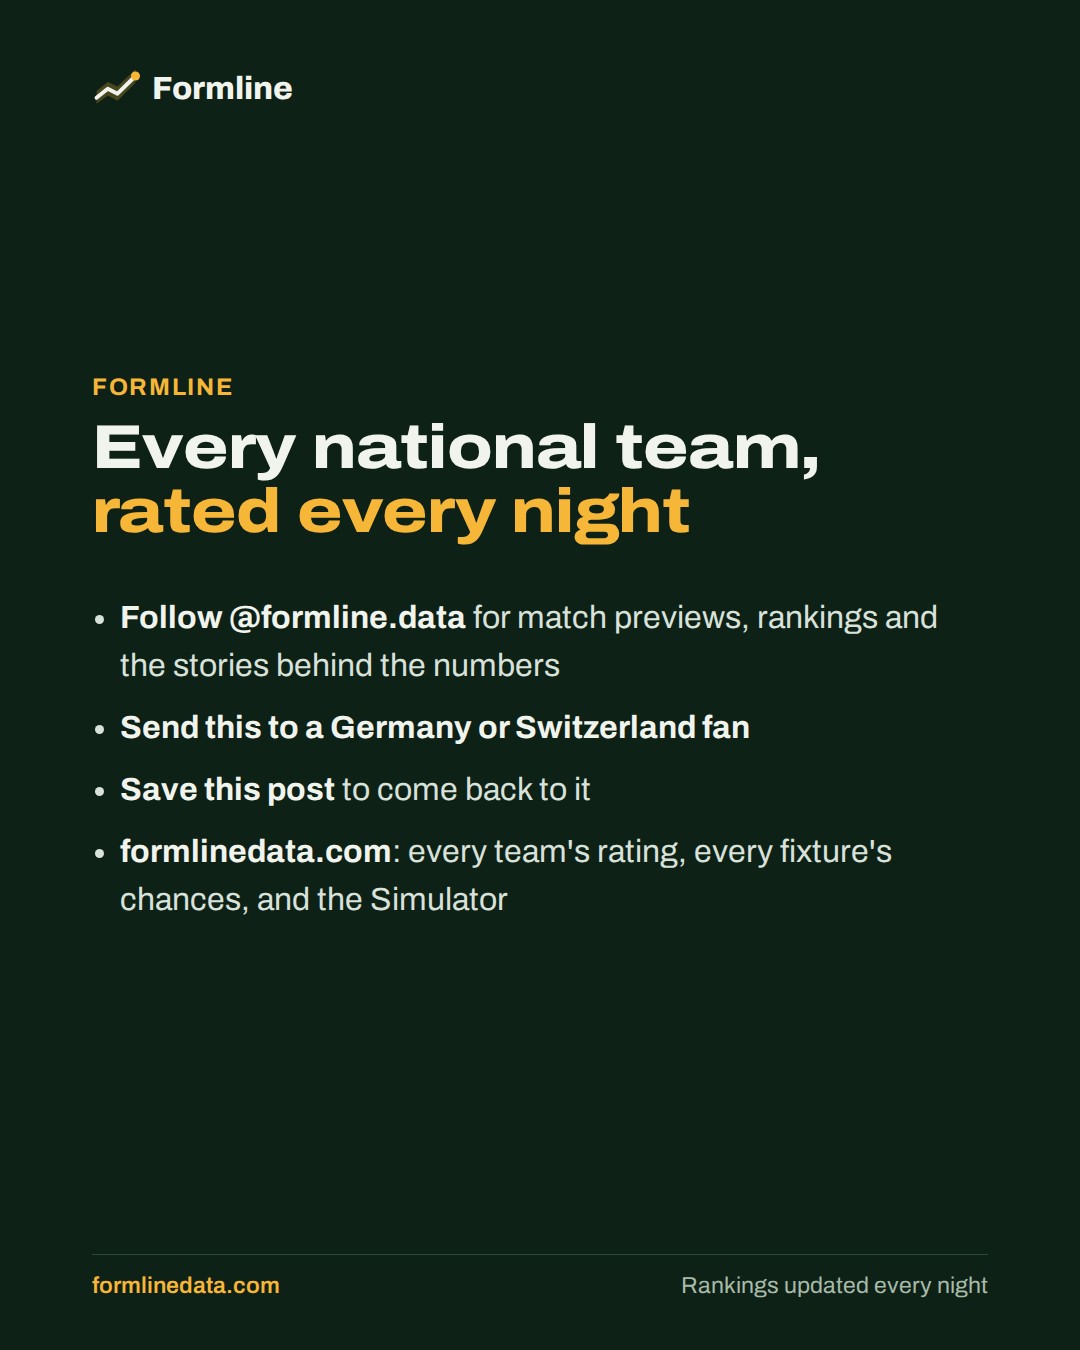 Formline
FORMLINE
Every national team,
rated every night
• Follow @formline.data for match previews, rankings and
the stories behind the numbers
• Send this to a Germany or Switzerland fan
• Save this post to come back to it
• formlinedata.com: every team's rating, every fixture's
chances, and the Simulator
formlinedata.com
Rankings updated every night